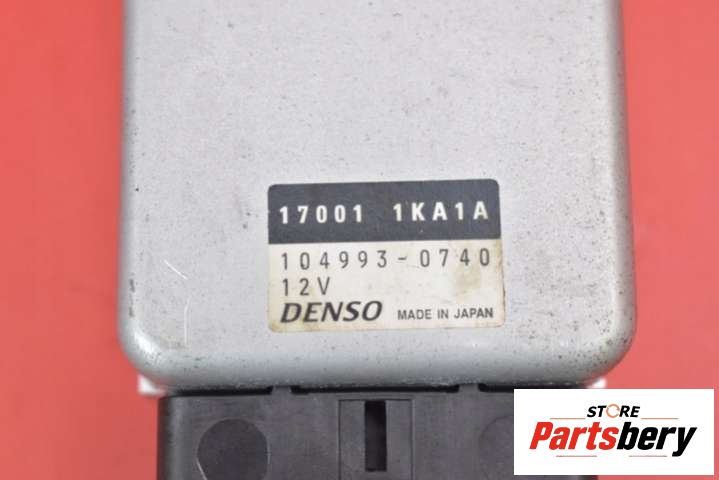 17001 1KA1A
104993-0740
12V
DENSO MADE IN JAPAN
STORE
Partsbery